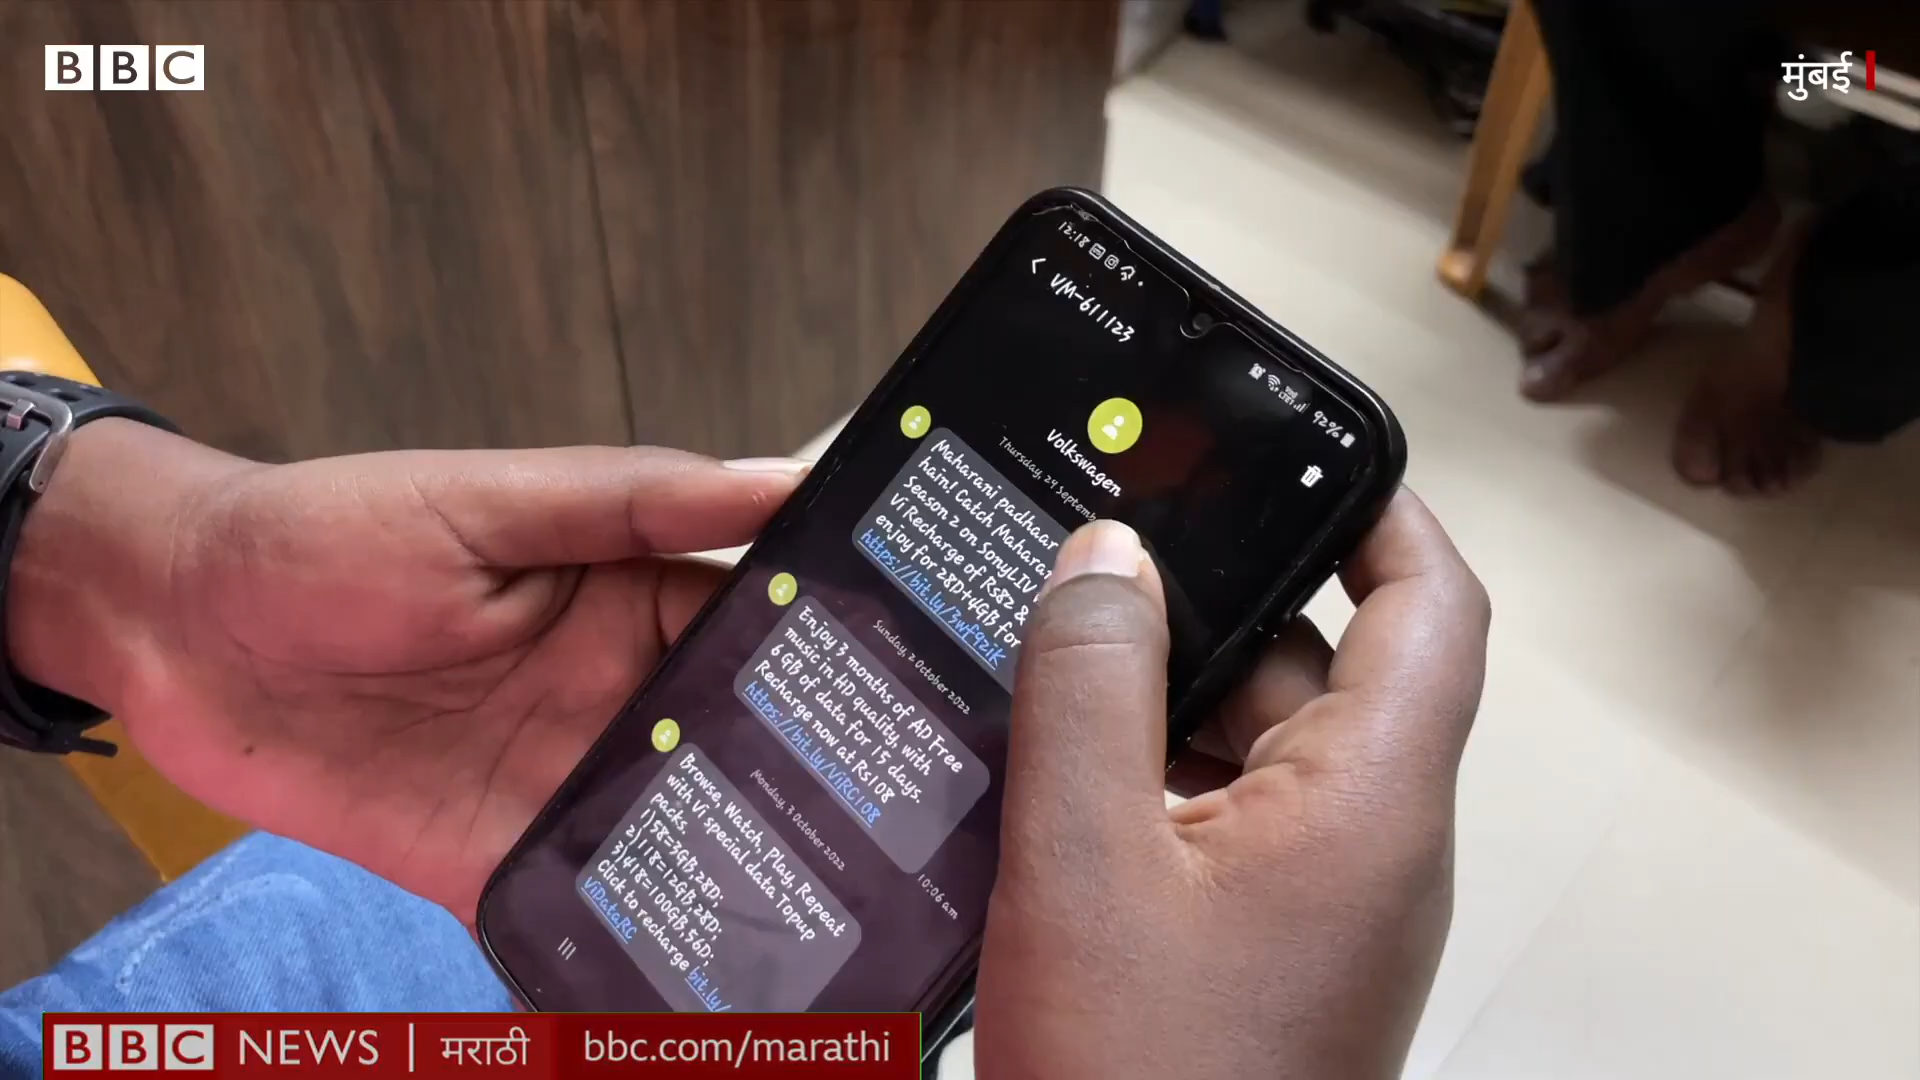 BBC
मुंबई
12:18
92%
VM-611123
Volkswagen
Thursday, 29 Septemb
Maharani padhaar
hain! Catch Mahara
Season 2 on SonyLIV
Vi Recharge of Rs82 &
enjoy for 28D+4GB for
https://bit.ly/3wf9ziK
Sunday, 2 October 2022
Enjoy 3 months of AD Free
music in HD quality, with
6 GB of data for 15 days.
Recharge now at Rs108
https://bit.ly/ViRC108
10:06 am
Monday, 3 October 2022
Browse, Watch, Play, Repeat
with Vi special data Topup
packs.
1)58=3GB,28D;
2)118=12GB,28D;
3)418=100GB,56D;
Click to recharge bit.ly/
ViDataRC
BBC NEWS | मराठी bbc.com/marathi